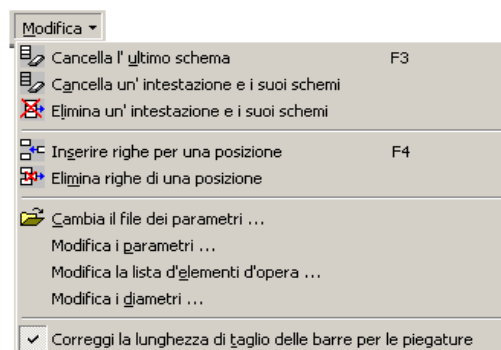 Modifica
Cancella l' ultimo schema F3
Cancella un' intestazione e i suoi schemi
Elimina un' intestazione e i suoi schemi
Inserire righe per una posizione F4
Elimina righe di una posizione
Cambia il file dei parametri ...
Modifica i parametri ...
Modifica la lista d'elementi d'opera ...
Modifica i diametri ...
Correggi la lunghezza di taglio delle barre per le piegature